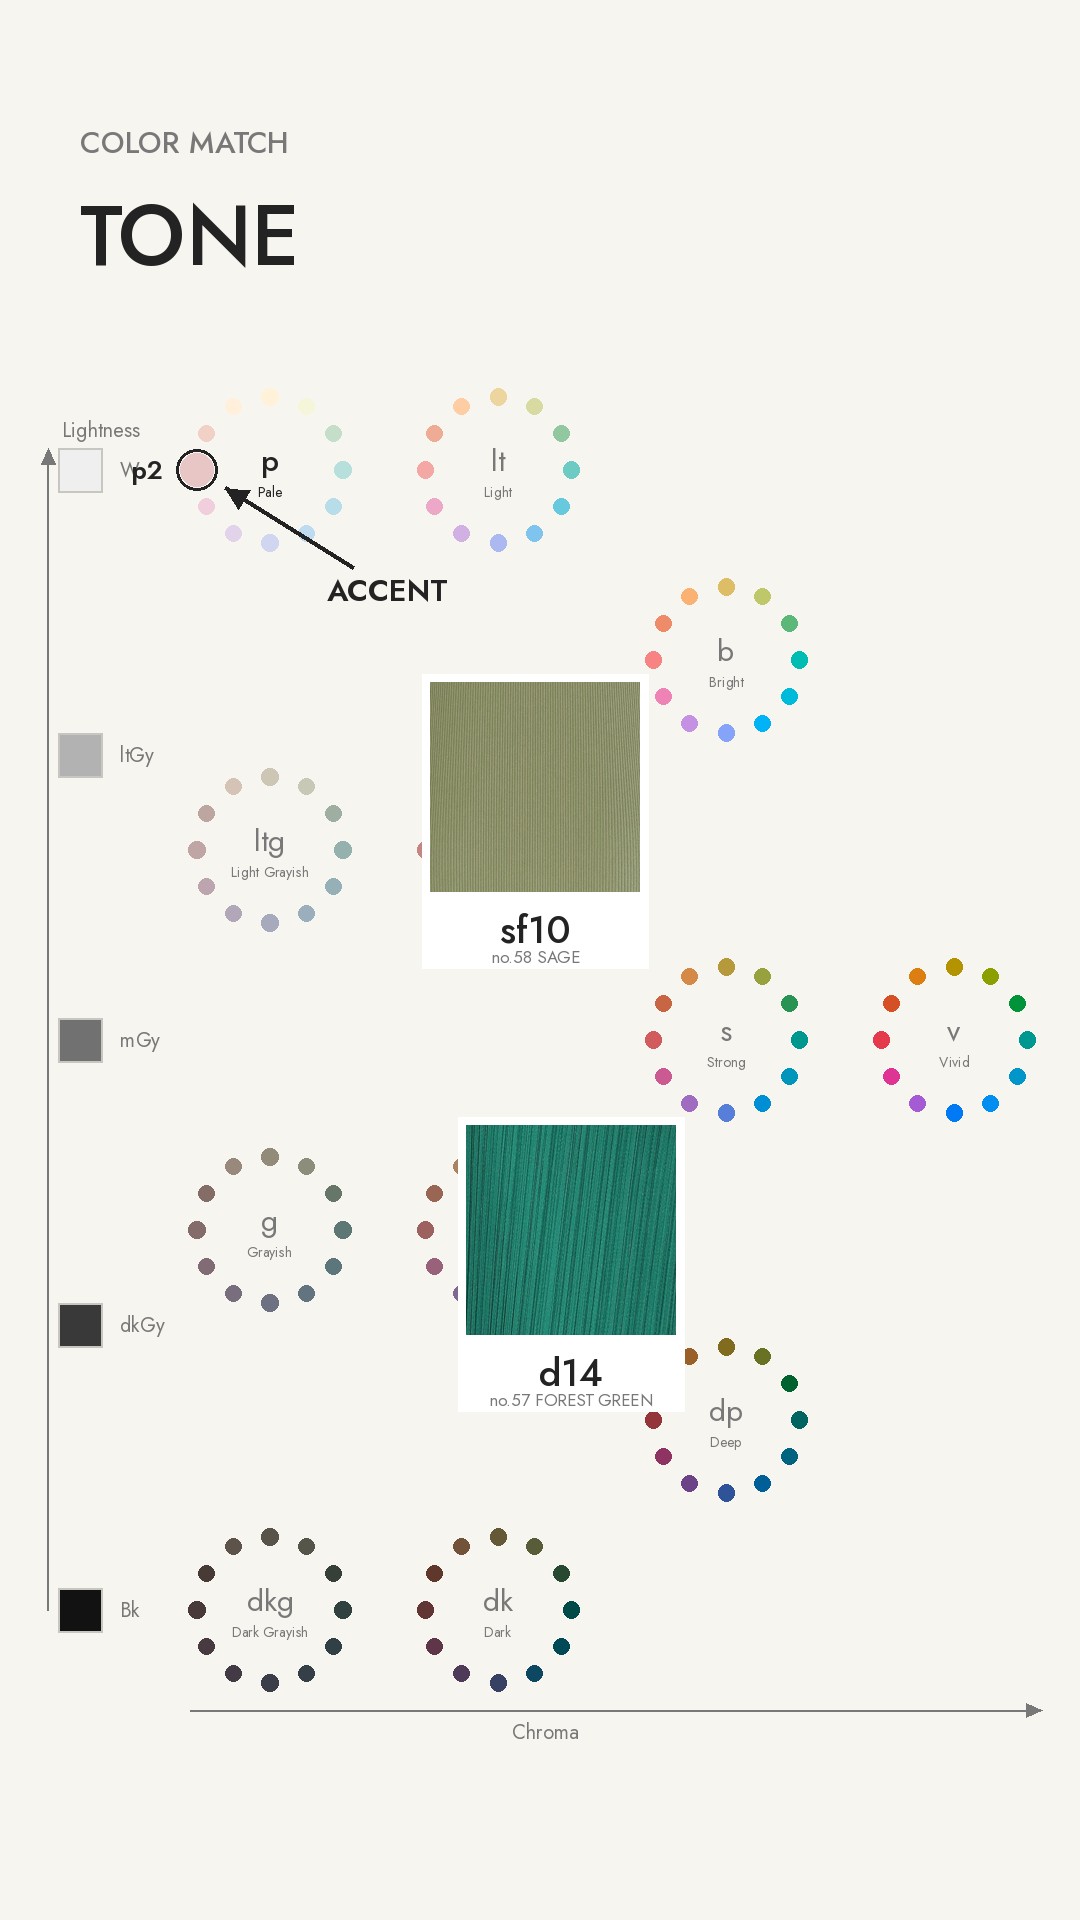 COLOR MATCH
TONE
Lightness
W
p2
p
Pale
lt
Light
ACCENT
b
Bright
ltGy
ltg
Light Grayish
sf10
no.58 SAGE
mGy
s
Strong
v
Vivid
g
Grayish
dkGy
d14
no.57 FOREST GREEN
dp
Deep
Bk
dkg
Dark Grayish
dk
Dark
Chroma